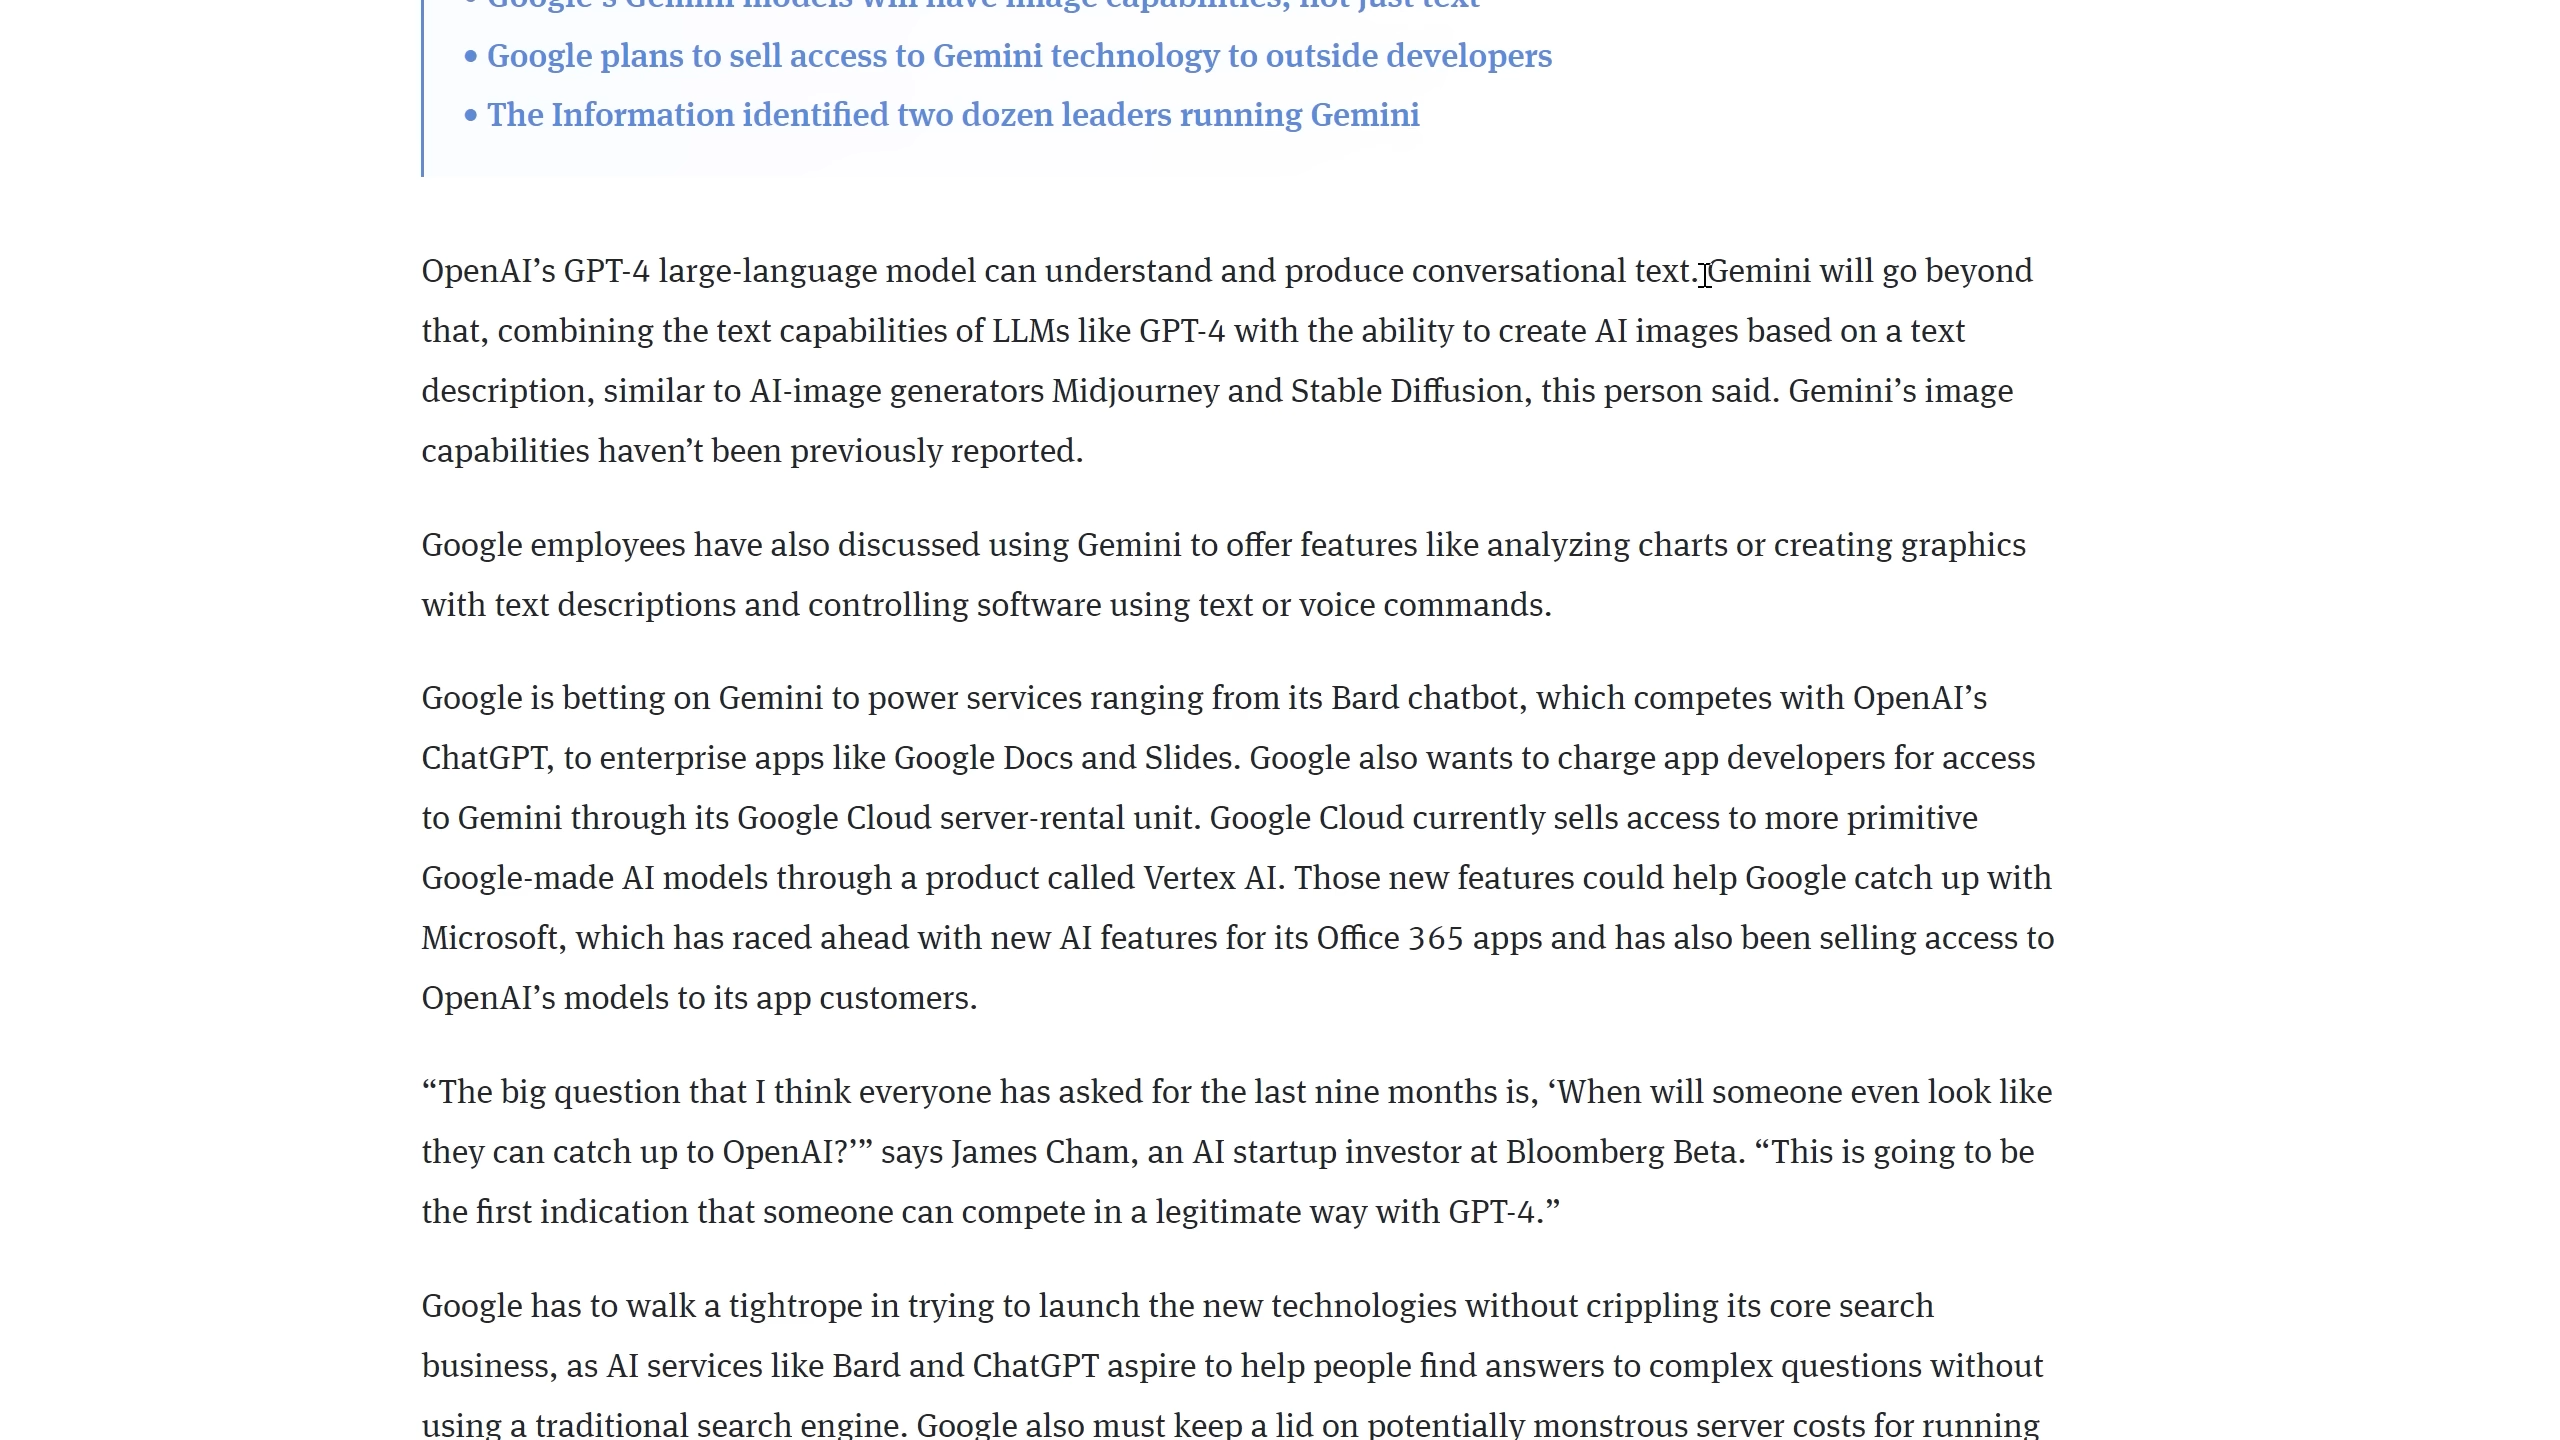 • Google's Gemini models will have image capabilities, not just text
• Google plans to sell access to Gemini technology to outside developers
• The Information identified two dozen leaders running Gemini
OpenAI’s GPT-4 large-language model can understand and produce conversational text. Gemini will go beyond
that, combining the text capabilities of LLMs like GPT-4 with the ability to create AI images based on a text
description, similar to AI-image generators Midjourney and Stable Diffusion, this person said. Gemini’s image
capabilities haven’t been previously reported.
Google employees have also discussed using Gemini to offer features like analyzing charts or creating graphics
with text descriptions and controlling software using text or voice commands.
Google is betting on Gemini to power services ranging from its Bard chatbot, which competes with OpenAI’s
ChatGPT, to enterprise apps like Google Docs and Slides. Google also wants to charge app developers for access
to Gemini through its Google Cloud server-rental unit. Google Cloud currently sells access to more primitive
Google-made AI models through a product called Vertex AI. Those new features could help Google catch up with
Microsoft, which has raced ahead with new AI features for its Office 365 apps and has also been selling access to
OpenAI’s models to its app customers.
“The big question that I think everyone has asked for the last nine months is, ‘When will someone even look like
they can catch up to OpenAI?’” says James Cham, an AI startup investor at Bloomberg Beta. “This is going to be
the first indication that someone can compete in a legitimate way with GPT-4.”
Google has to walk a tightrope in trying to launch the new technologies without crippling its core search
business, as AI services like Bard and ChatGPT aspire to help people find answers to complex questions without
using a traditional search engine. Google also must keep a lid on potentially monstrous server costs for running